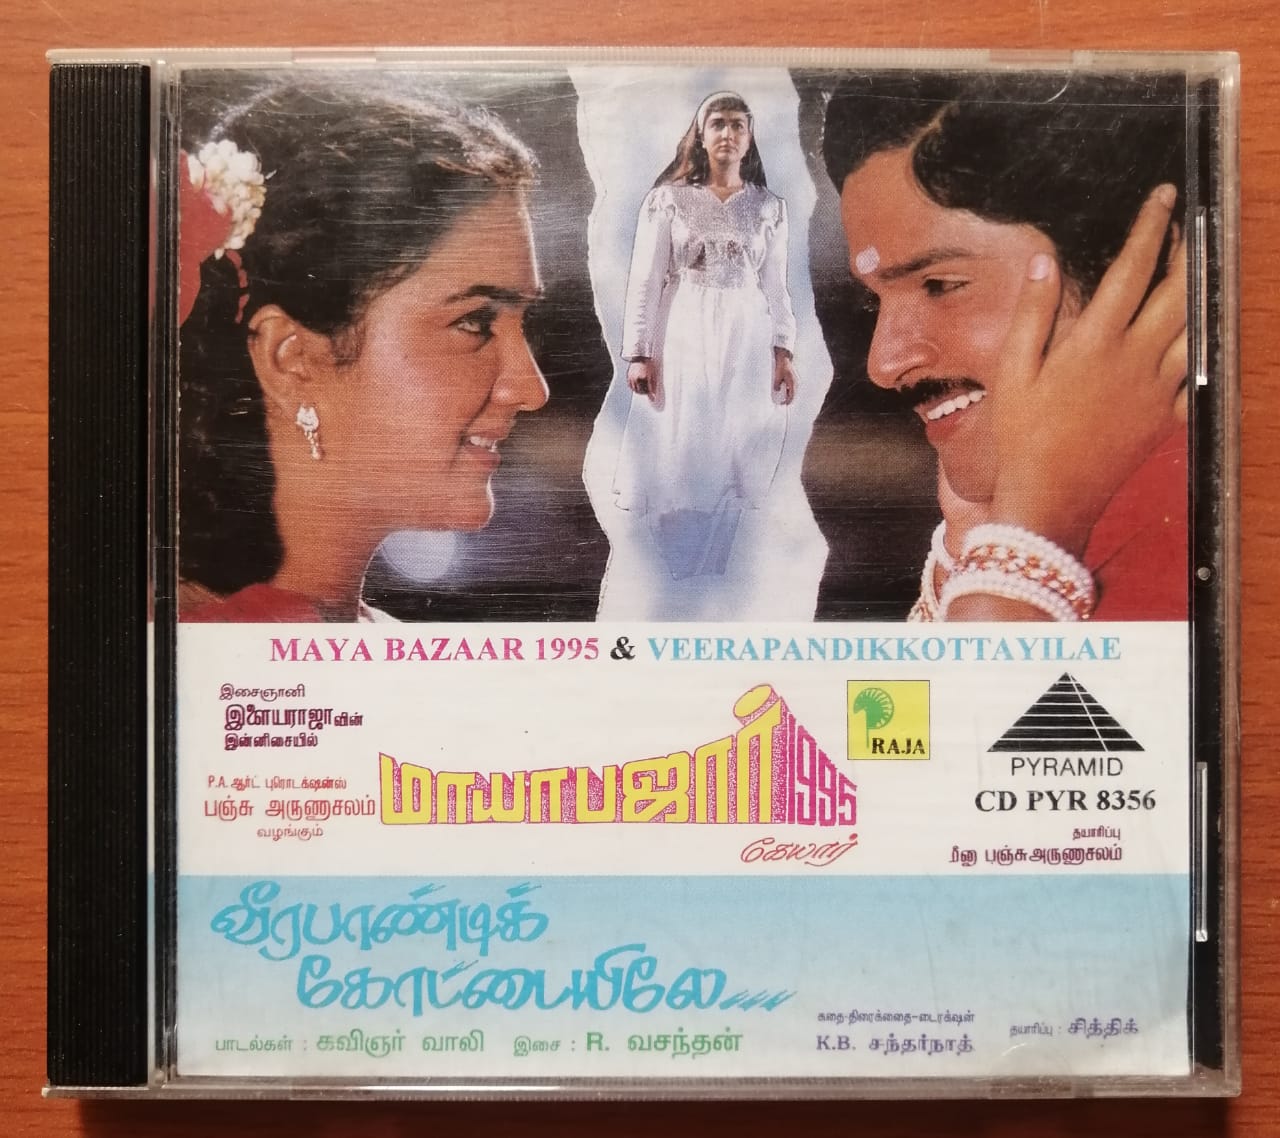 MAYA BAZAAR 1995 & VEERAPANDIKKOTTAYILAE
இசைஞானி
இளையராஜாவின்
இன்னிசையில்
P.A. ஆர்ட் புரொடக்ஷன்ஸ்
பஞ்சு அருணாசலம்
வழங்கும்
மாயாபஜார் 1995
கேயார்
RAJA
PYRAMID
CD PYR 8356
தயாரிப்பு
மீனா பஞ்சுஅருணாசலம்
வீரபாண்டிக்
கோட்டையிலே....
பாடல்கள் : கவிஞர் வாலி இசை : R. வசந்தன்
கதை-திரைக்கதை-டைரக்ஷன்
K.B. சந்தர்நாத்
தயாரிப்பு : சித்திக்